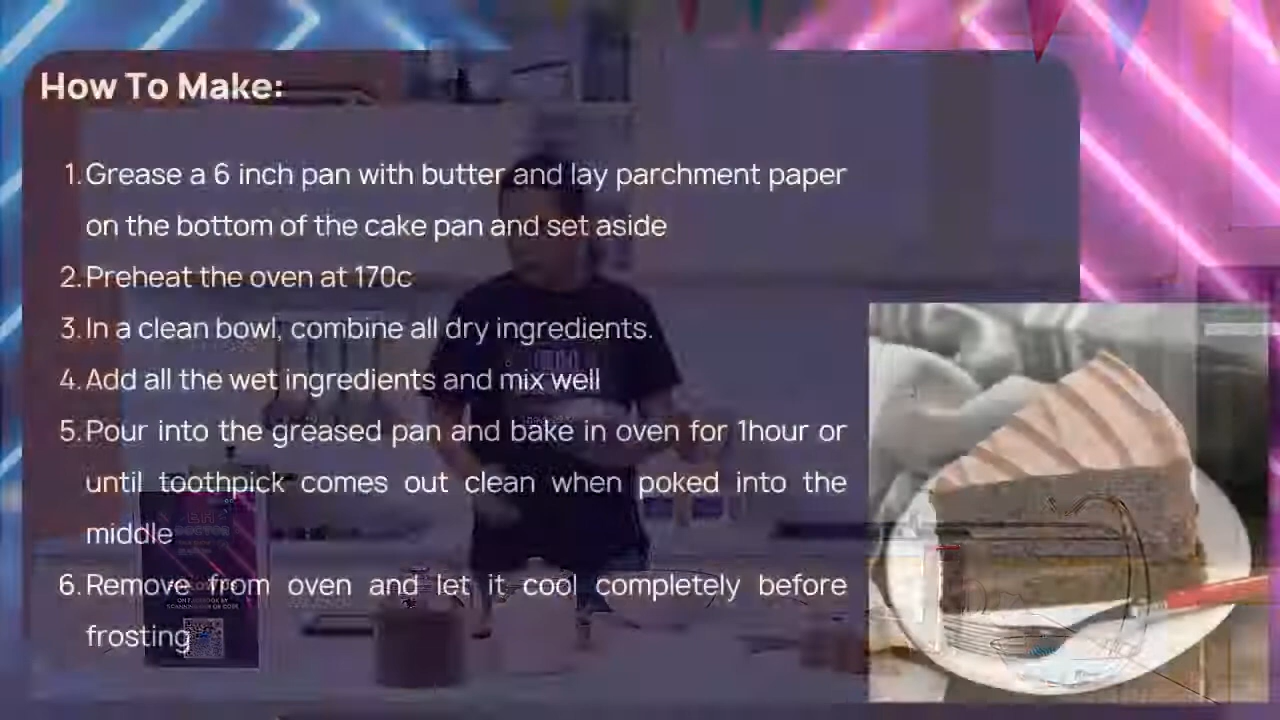 How To Make:
1. Grease a 6 inch pan with butter and lay parchment paper
on the bottom of the cake pan and set aside
2. Preheat the oven at 170c
3. In a clean bowl, combine all dry ingredients.
4. Add all the wet ingredients and mix well
5. Pour into the greased pan and bake in oven for 1hour or
until toothpick comes out clean when poked into the
middle
6. Remove from oven and let it cool completely before
frosting